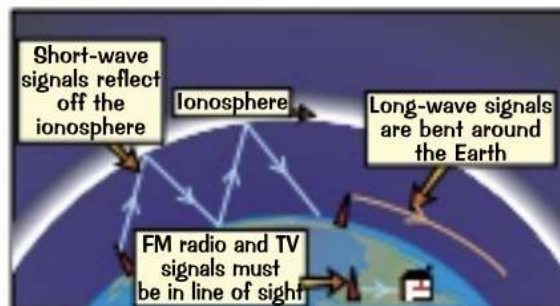 Short-wave
signals reflect
off the
ionosphere
Ionosphere
Long-wave signals
are bent around
the Earth
FM radio and TV
signals must
be in line of sight